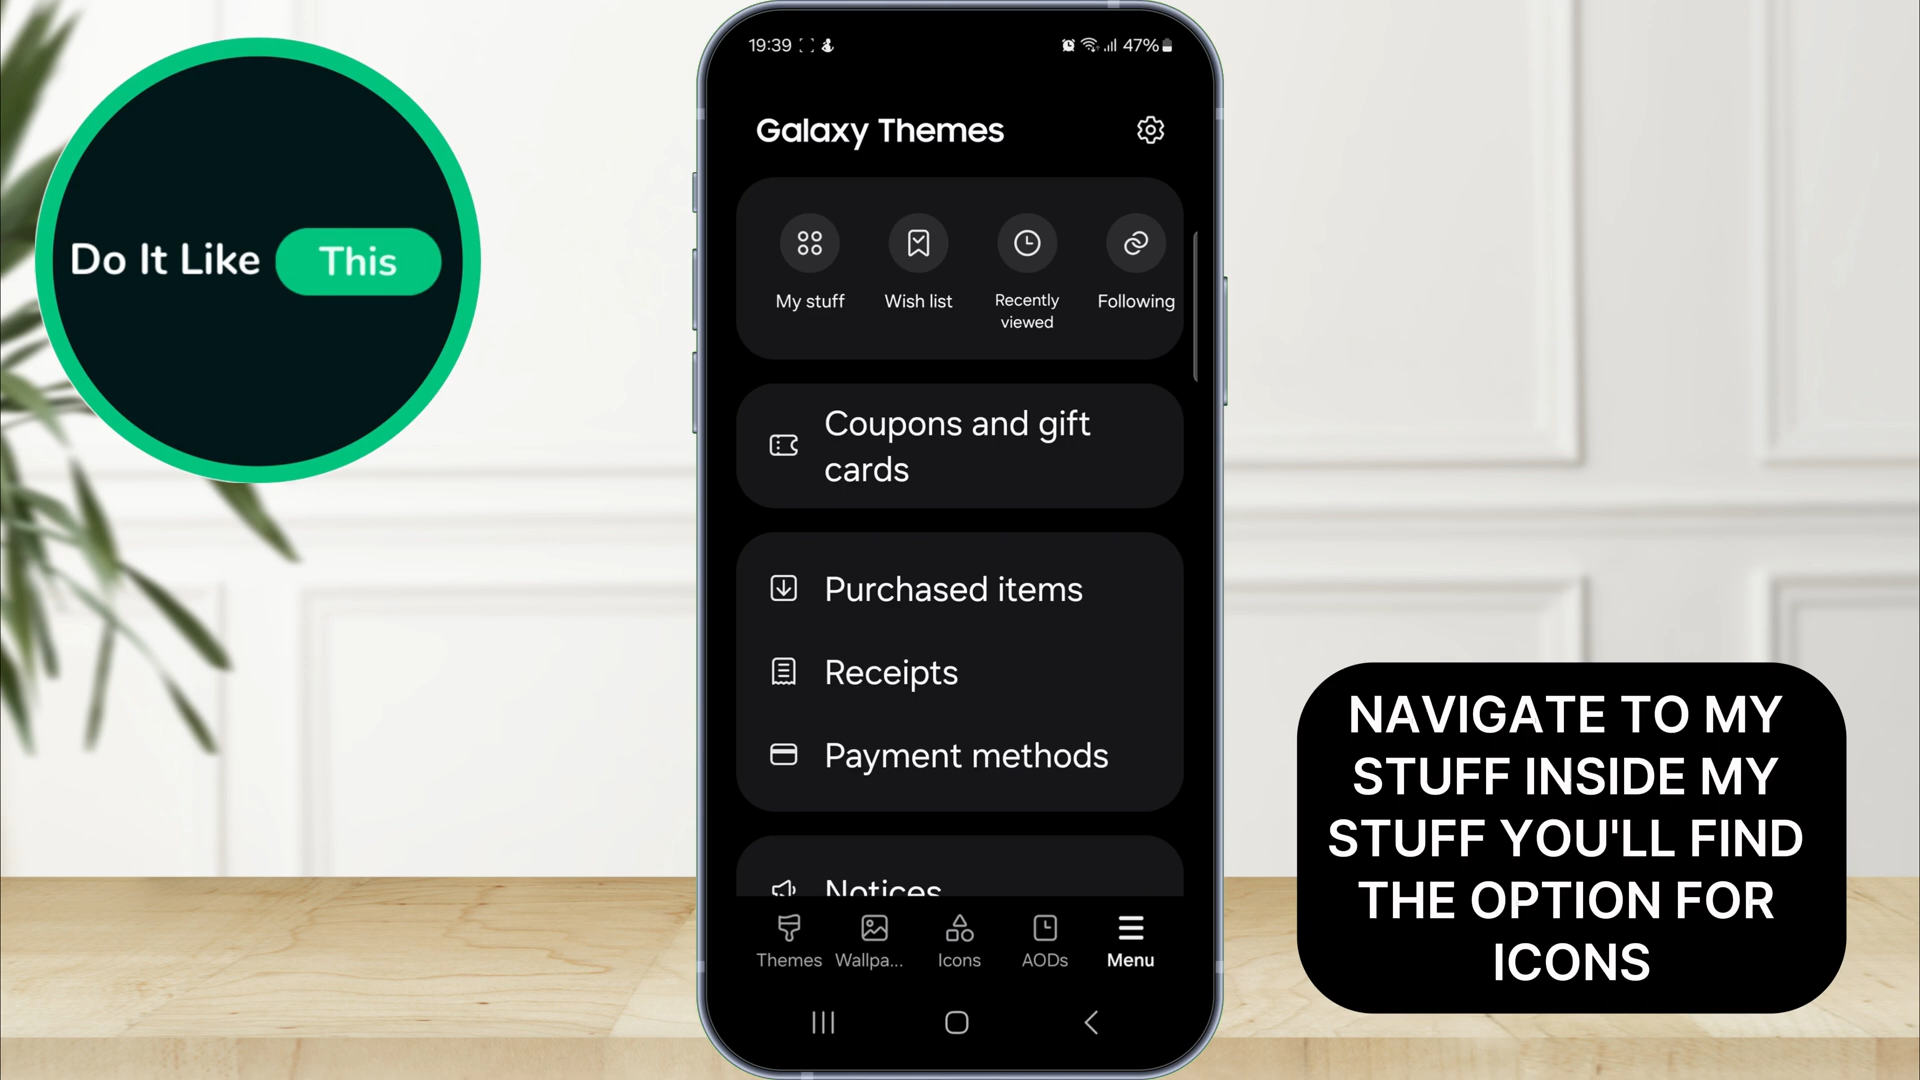 Do It Like This
19:39
47%
Galaxy Themes
My stuff
Wish list
Recently
viewed
Following
Coupons and gift
cards
Purchased items
Receipts
Payment methods
Notices
Themes
Wallpa...
Icons
AODs
Menu
NAVIGATE TO MY
STUFF INSIDE MY
STUFF YOU'LL FIND
THE OPTION FOR
ICONS